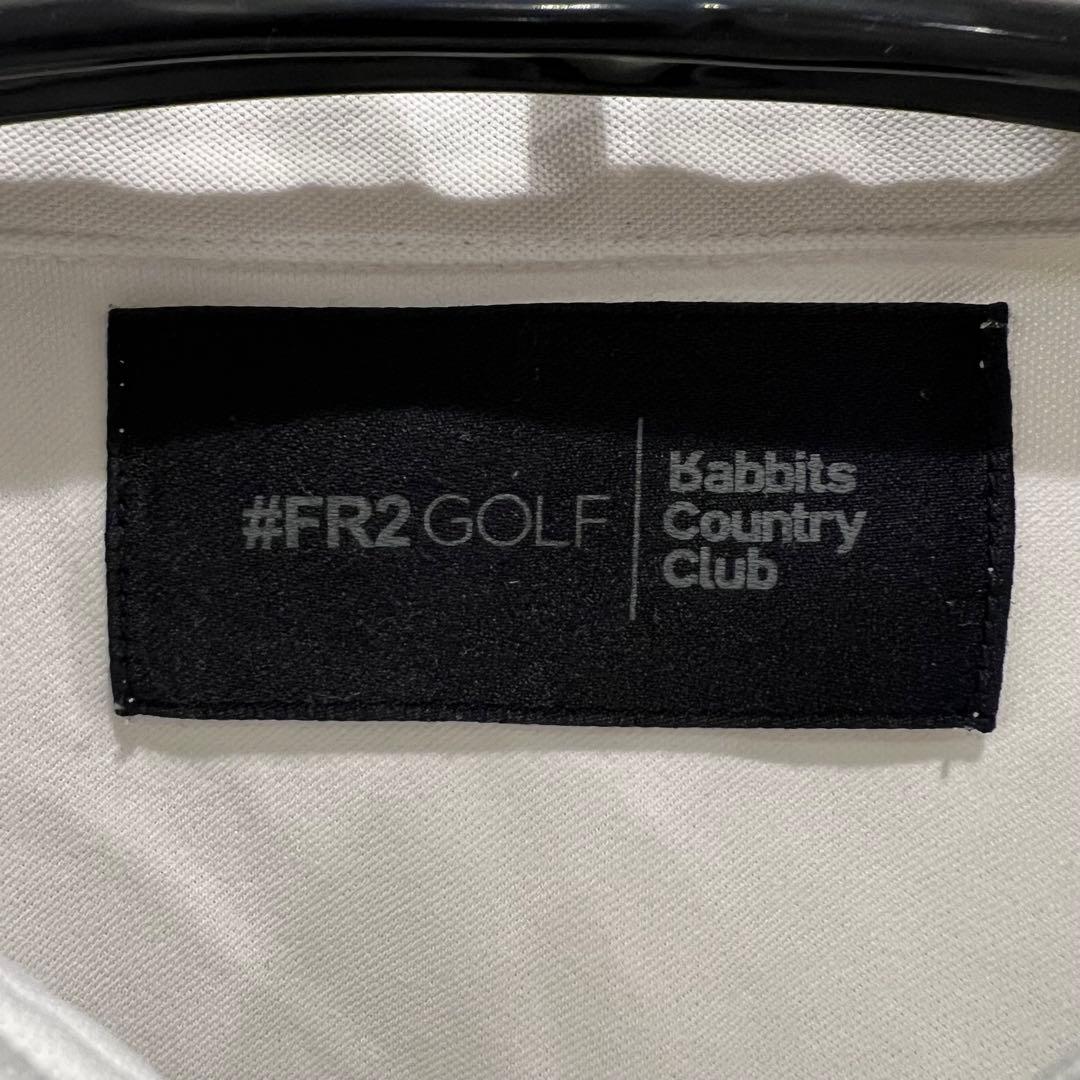 #FR2 GOLF
Rabbits
Country
Club